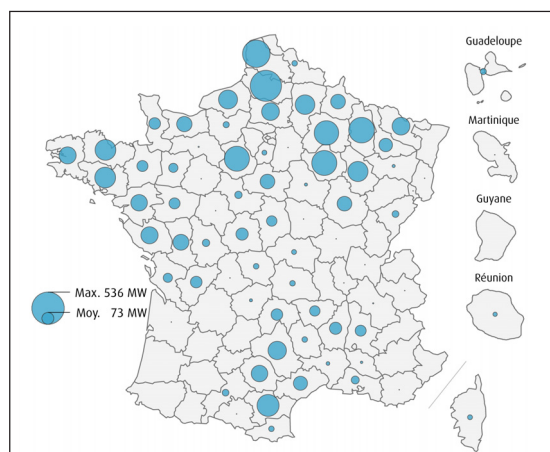 Guadeloupe
Martinique
Guyane
Réunion
Max. 536 MW
Moy. 73 MW